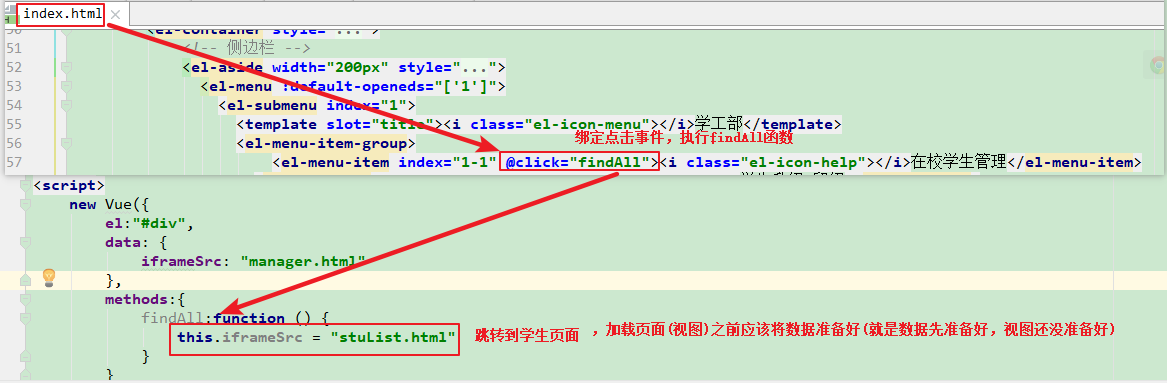 index.html
51 <!-- 侧边栏 -->
52 <el-aside width="200px" style="...">
53 <el-menu :default-openeds="['1']">
54 <el-submenu index="1">
55 <template slot="title"><i class="el-icon-menu"></i>学工部</template>
56 <el-menu-item-group>
绑定点击事件，执行findAll函数
57 <el-menu-item index="1-1" @click="findAll"><i class="el-icon-help"></i>在校学生管理</el-menu-item>
<script>
new Vue({
el:"#div",
data: {
iframeSrc: "manager.html"
},
methods:{
findAll:function () {
this.iframeSrc = "stuList.html"
跳转到学生页面 ，加载页面(视图)之前应该将数据准备好(就是数据先准备好，视图还没准备好)
}
}